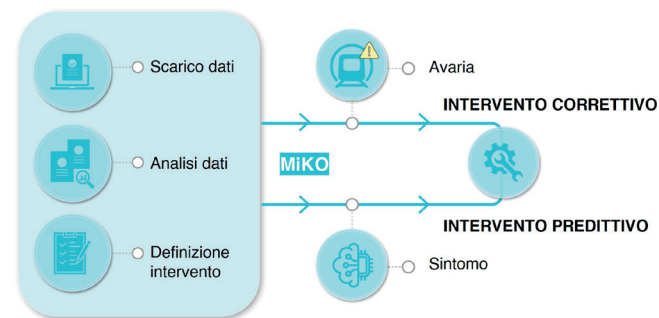 Scarico dati
Analisi dati
Definizione
intervento
Avaria
INTERVENTO CORRETTIVO
MiKO
INTERVENTO PREDITTIVO
Sintomo